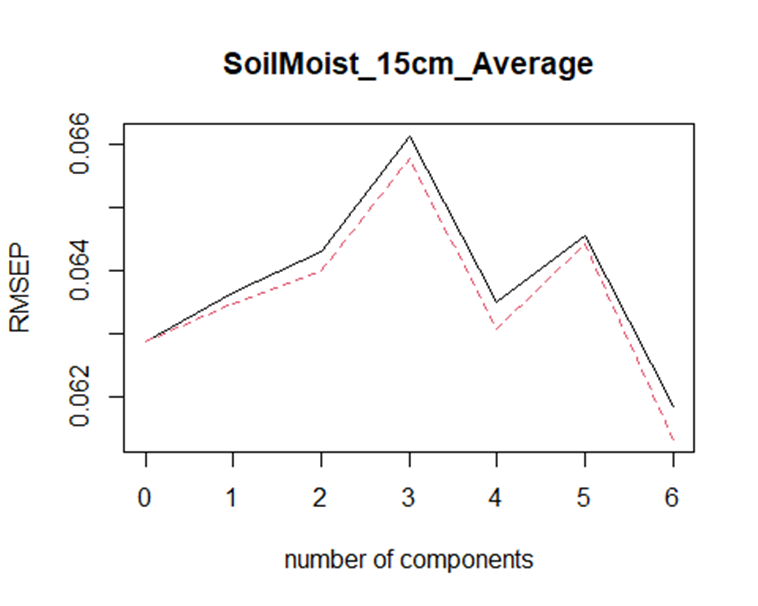 SoilMoist_15cm_Average
0.066
0.064
0.062
RMSEP
0 1 2 3 4 5 6
number of components